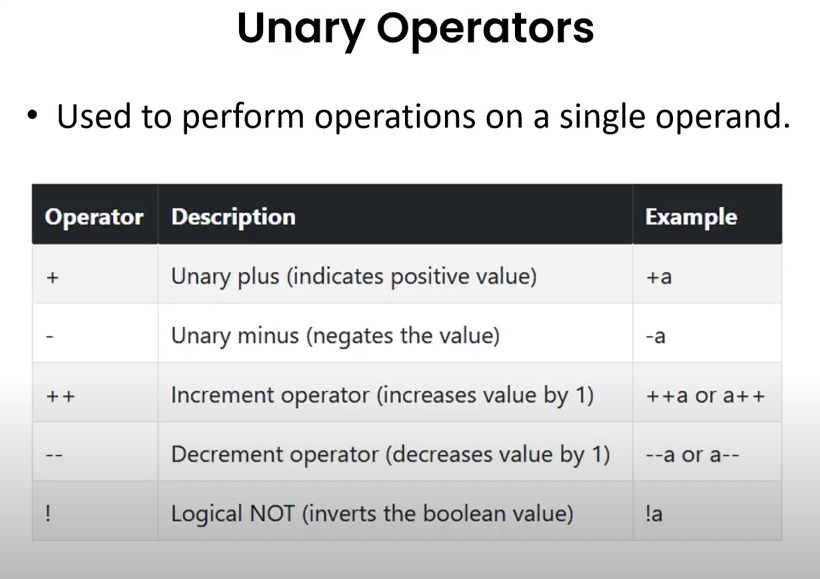 Unary Operators
• Used to perform operations on a single operand.
Operator Description Example
+ Unary plus (indicates positive value) +a
- Unary minus (negates the value) -a
++ Increment operator (increases value by 1) ++a or a++
-- Decrement operator (decreases value by 1) --a or a--
! Logical NOT (inverts the boolean value) !a